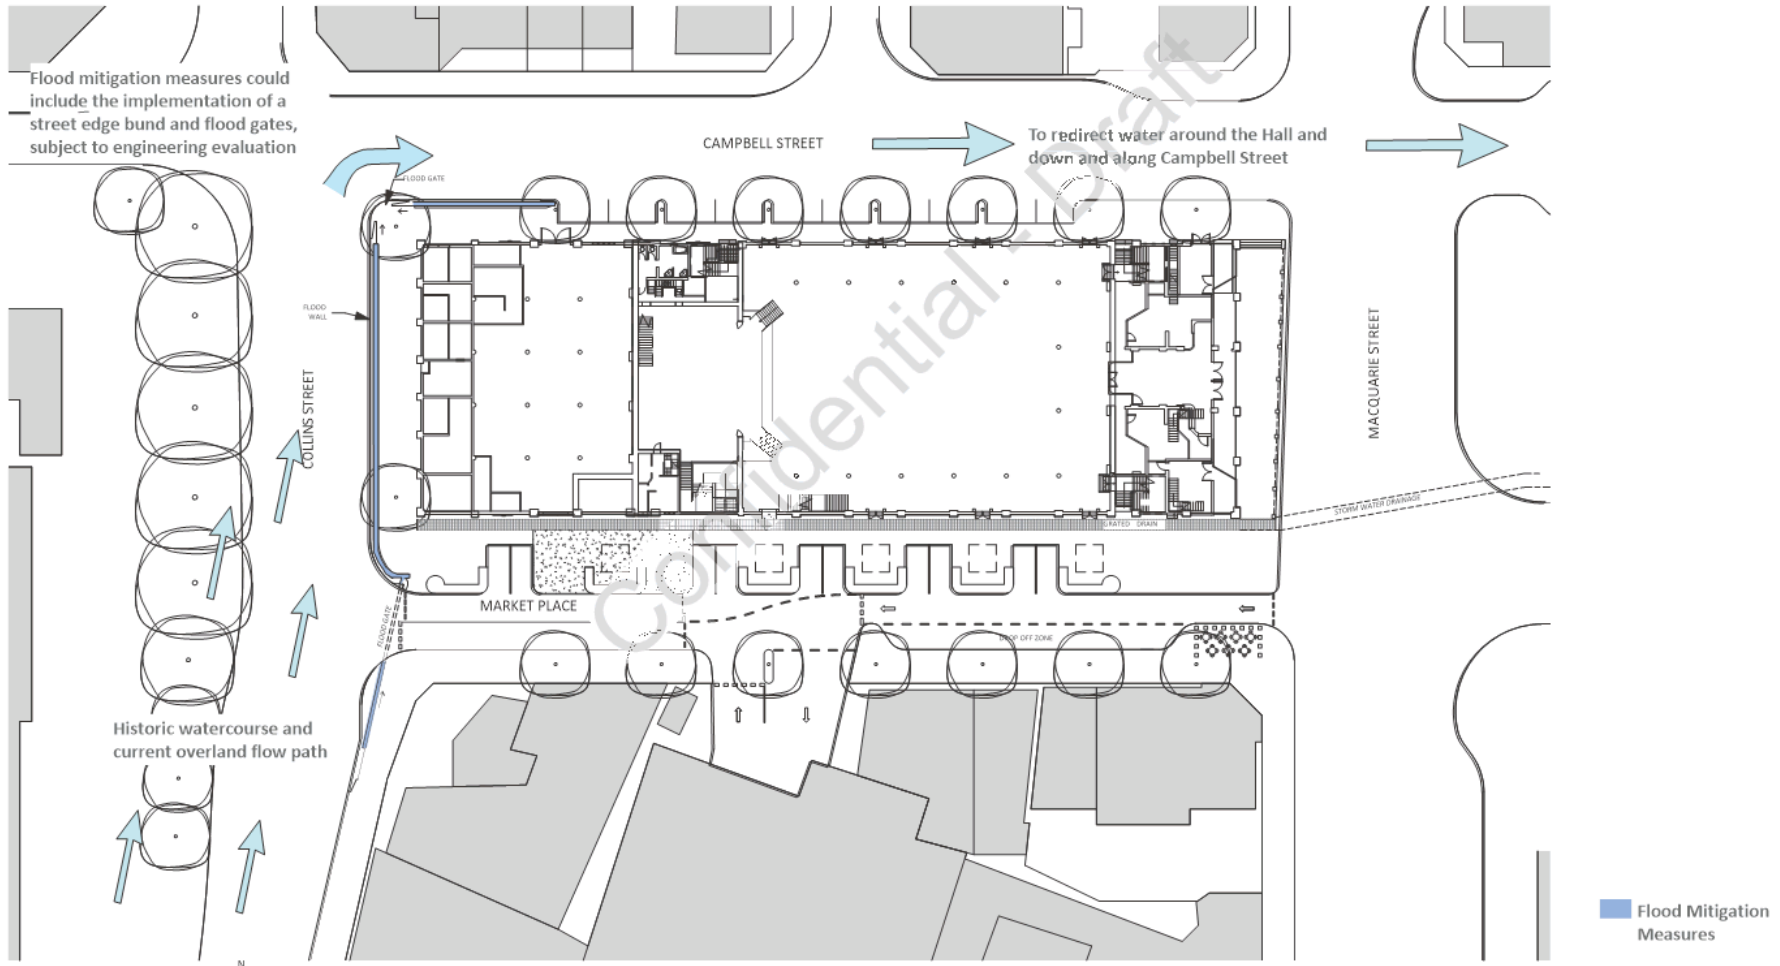 Flood mitigation measures could
include the implementation of a
street edge bund and flood gates,
subject to engineering evaluation
CAMPBELL STREET
To redirect water around the Hall and
down and along Campbell Street
FLOOD GATE
FLOOD
WALL
COLLINS STREET
MACQUARIE STREET
STORM WATER DRAINAGE
GRATED DRAIN
MARKET PLACE
FLOOD GATE
DROP OFF ZONE
Historic watercourse and
current overland flow path
Confidential - Draft
Flood Mitigation
Measures
N